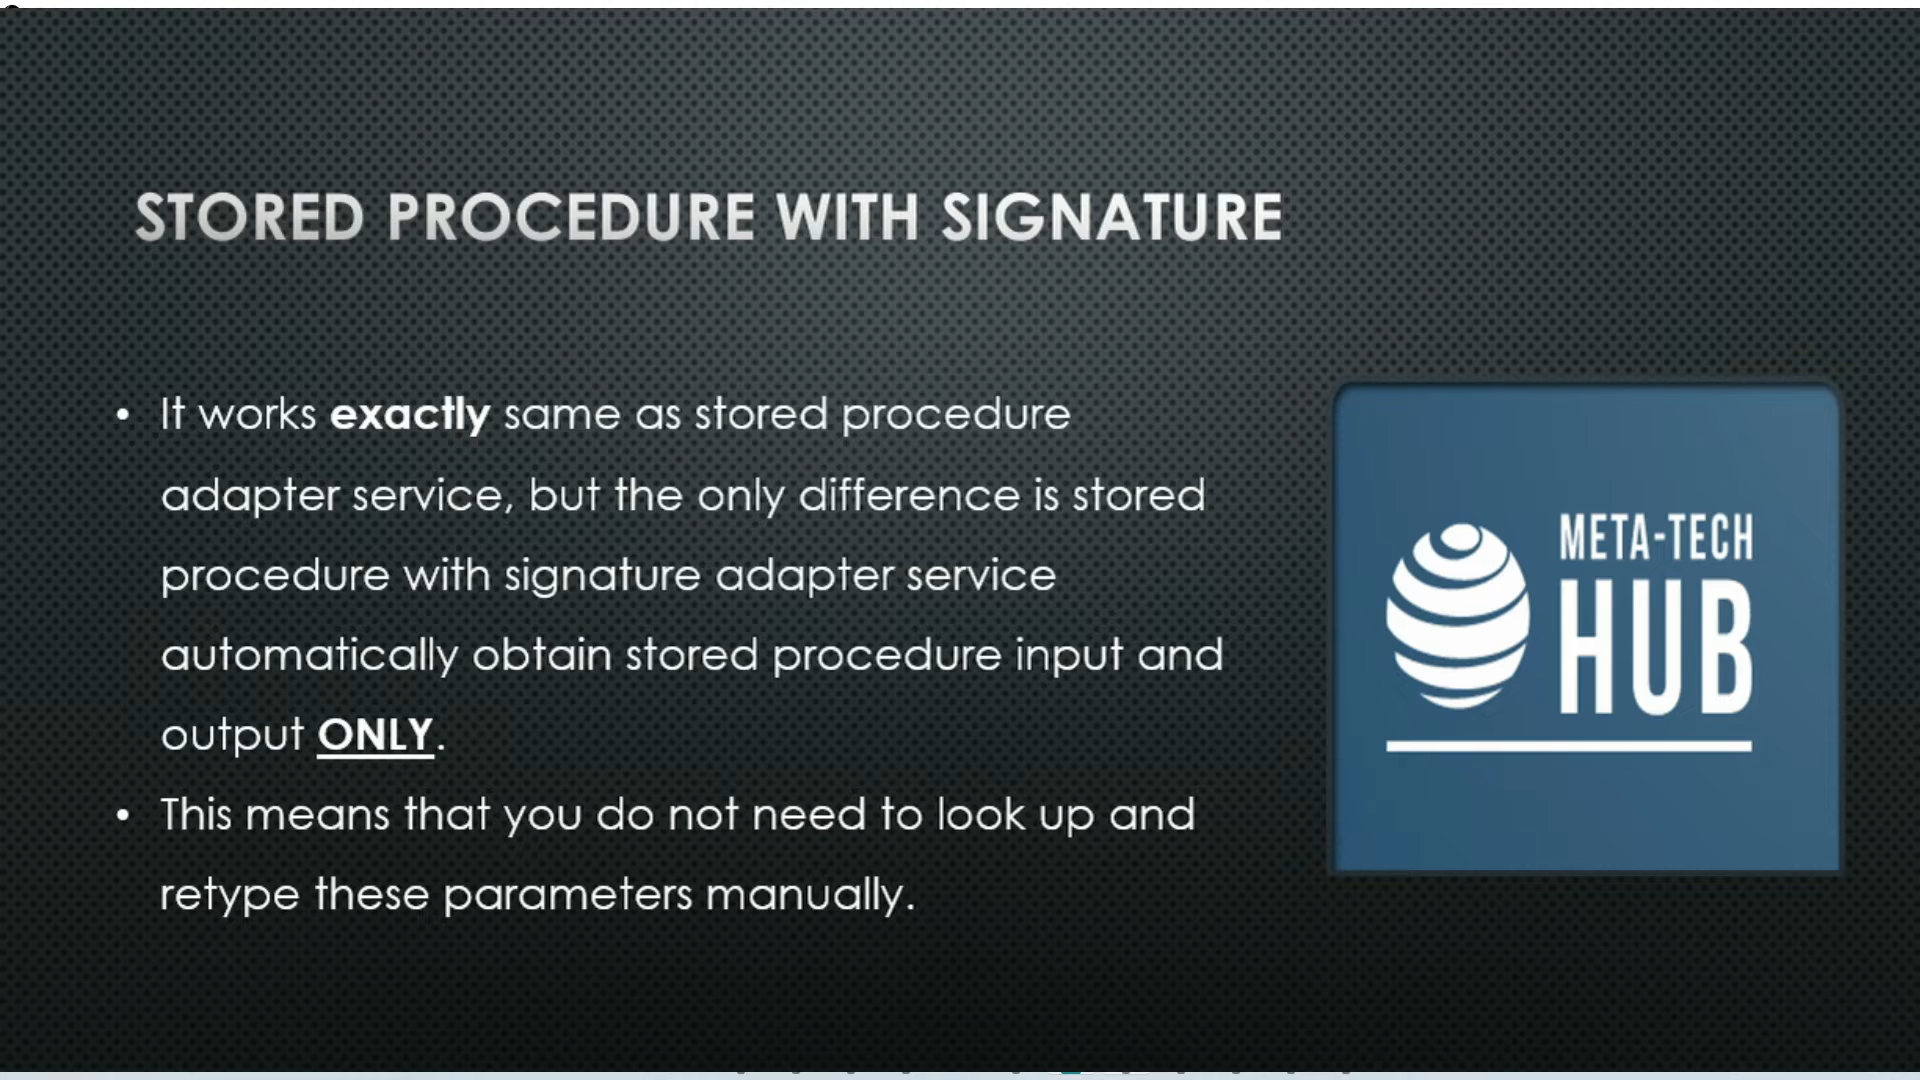 STORED PROCEDURE WITH SIGNATURE
• It works exactly same as stored procedure
adapter service, but the only difference is stored
procedure with signature adapter service
automatically obtain stored procedure input and
output ONLY.
• This means that you do not need to look up and
retype these parameters manually.
META-TECH
HUB